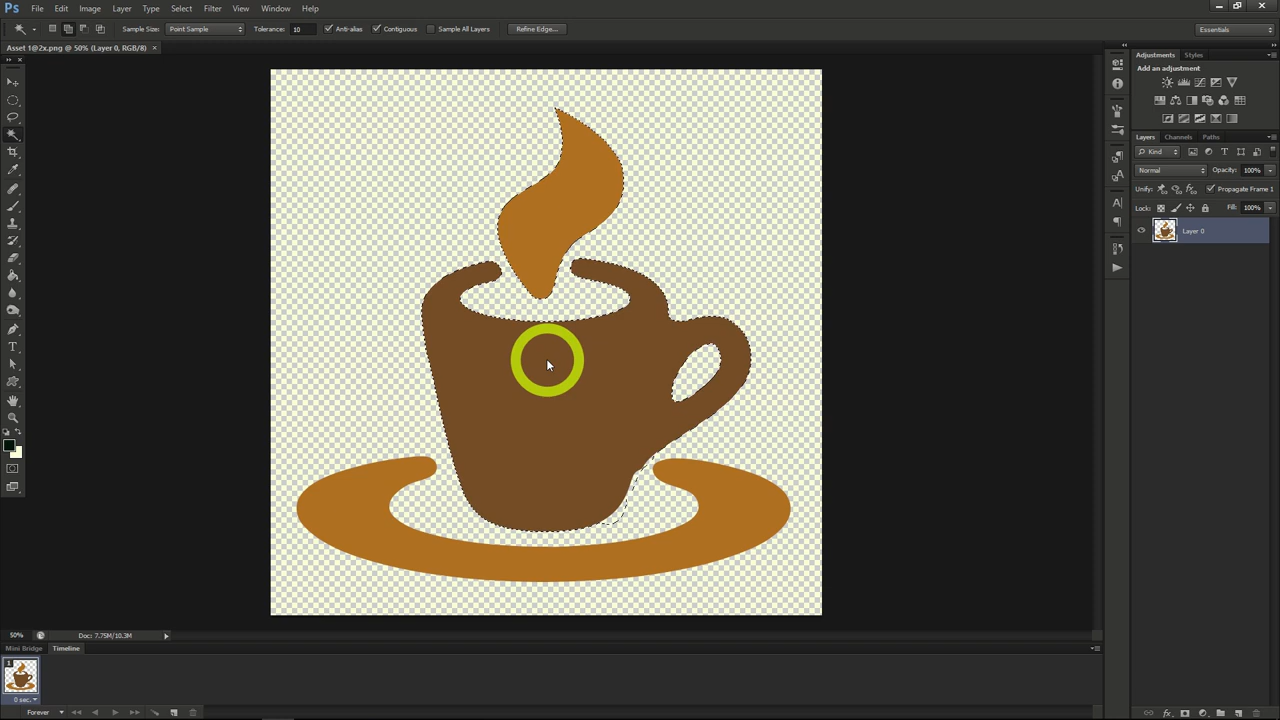 Ps File Edit Image Layer Type Select Filter View Window Help
Sample Size: Point Sample Tolerance: 10 Anti-alias Contiguous Sample All Layers Refine Edge... Essentials
Asset 1@2x.png @ 50% (Layer 0, RGB/8) ×
Adjustments Styles
Add an adjustment
Layers Channels Paths
Kind
Normal Opacity: 100%
Unify: Propagate Frame 1
Lock: Fill: 100%
Layer 0
50% Doc: 7.75M/10.3M
Mini Bridge Timeline
1
0 sec.
Forever